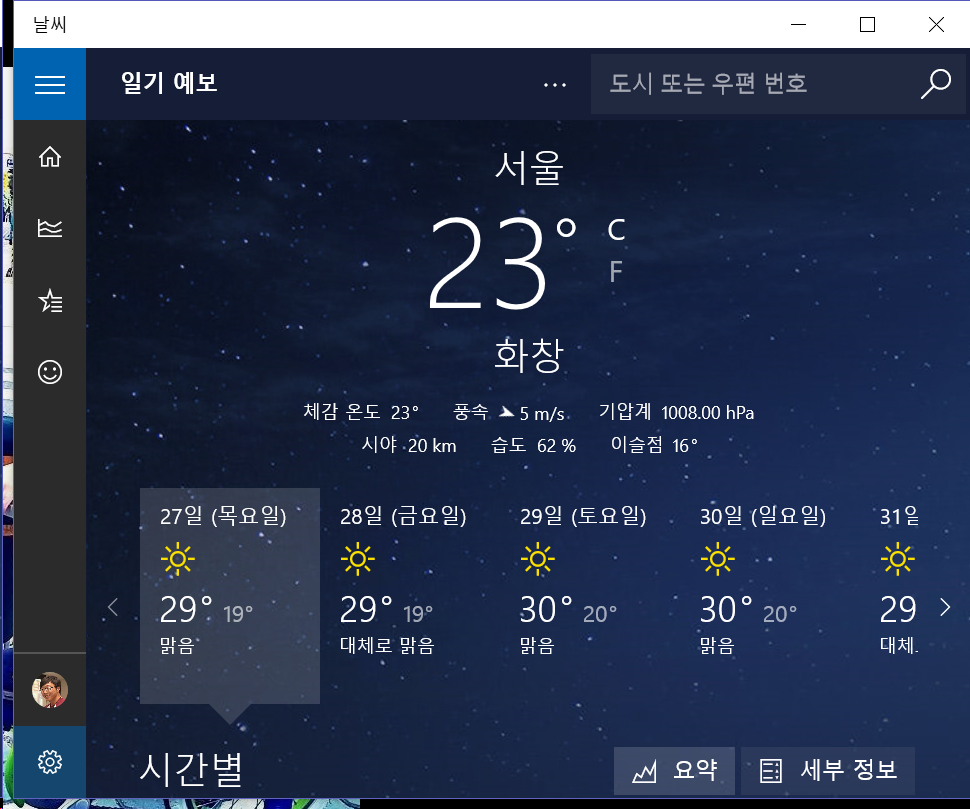 날씨
일기 예보 ... 도시 또는 우편 번호
서울
23° C
F
화창
체감 온도 23° 풍속 5 m/s 기압계 1008.00 hPa
시야 20 km 습도 62 % 이슬점 16°
27일 (목요일) 28일 (금요일) 29일 (토요일) 30일 (일요일) 31일
29° 19° 29° 19° 30° 20° 30° 20° 29
맑음 대체로 맑음 맑음 맑음 대체.
시간별 요약 세부 정보